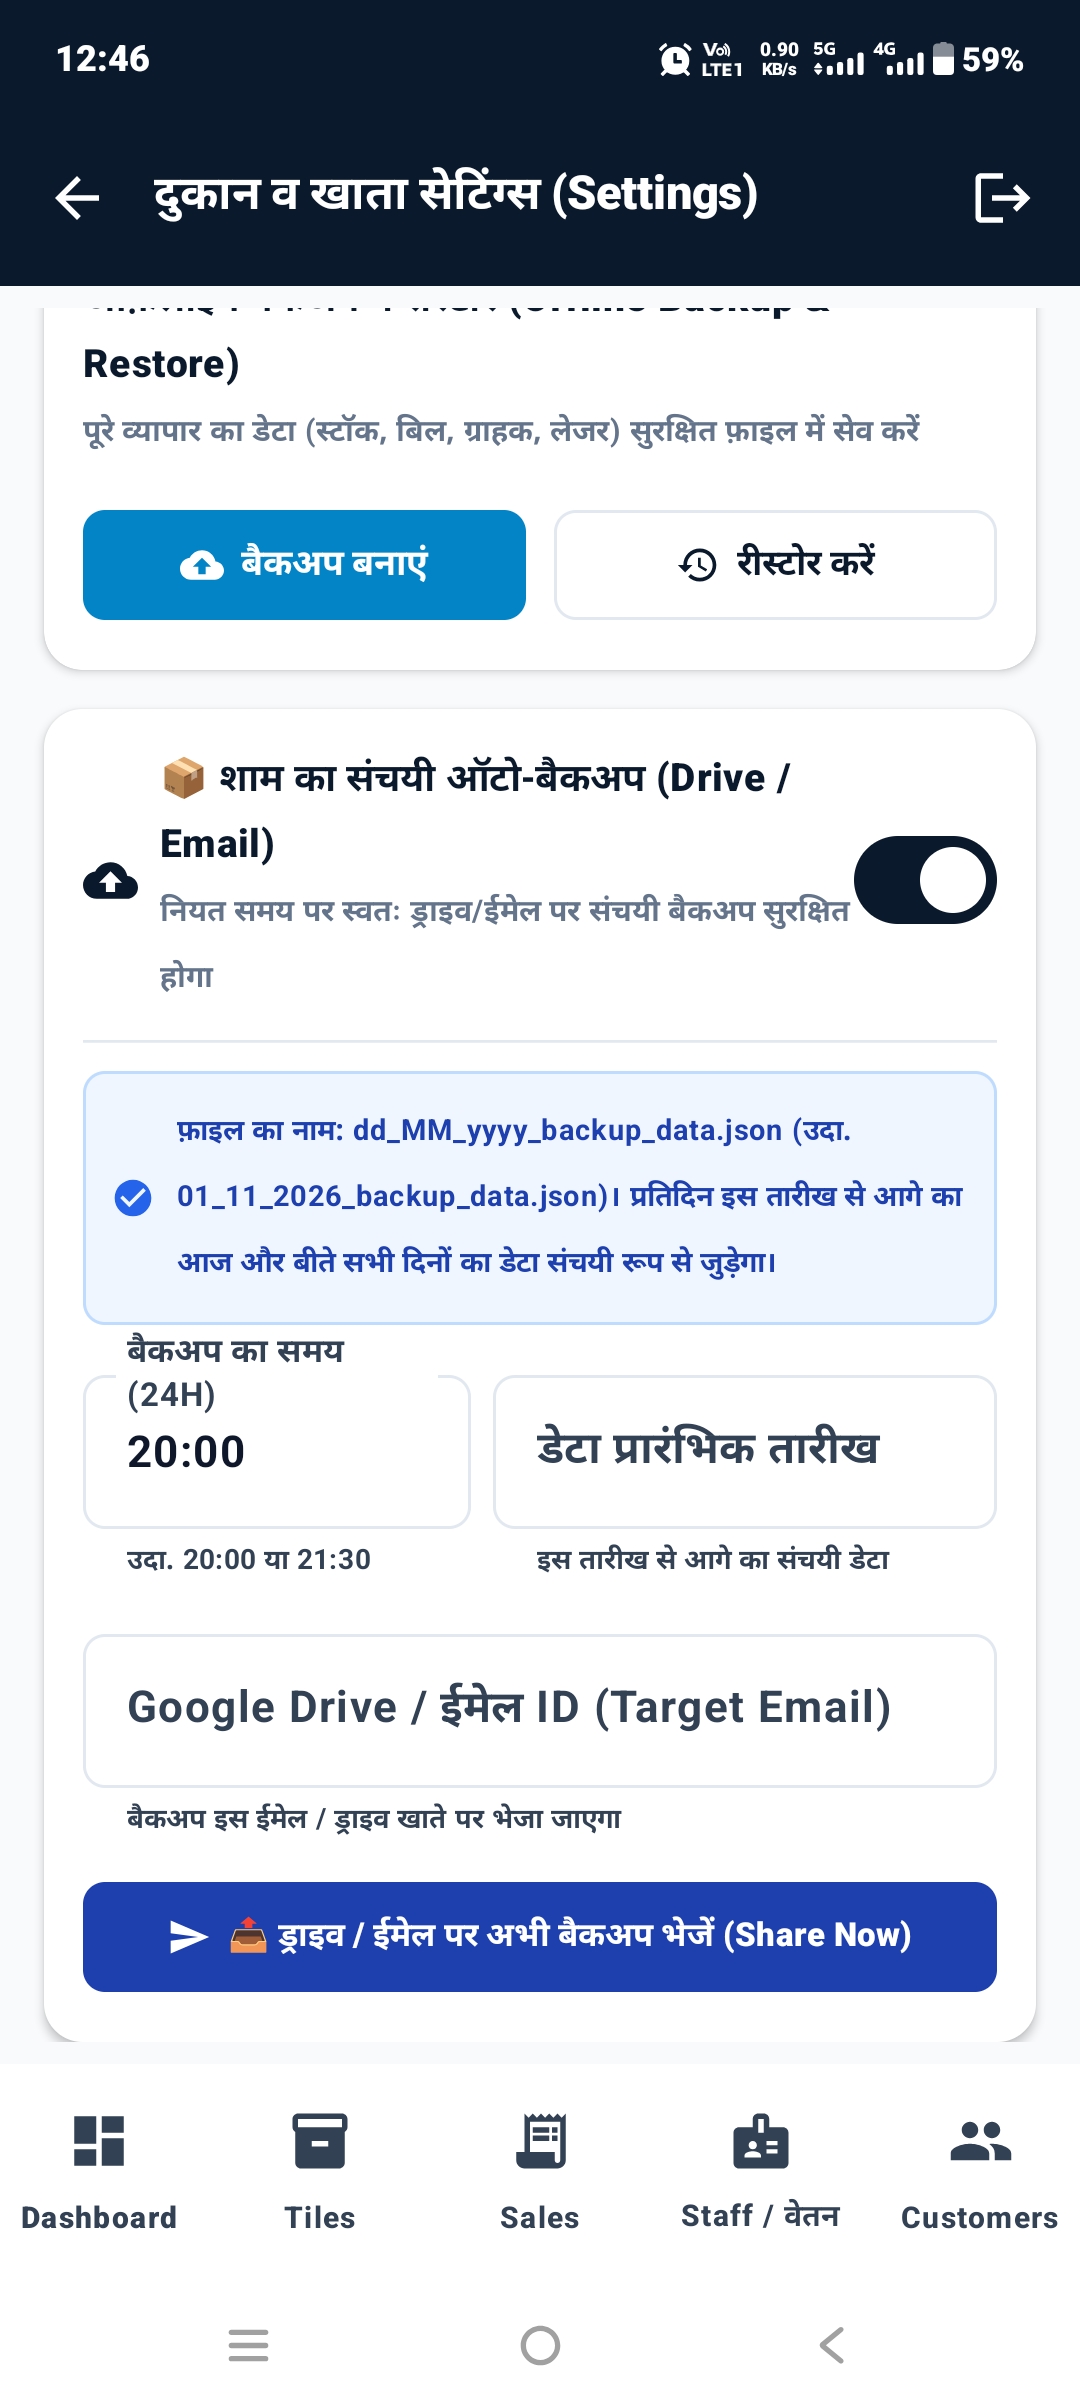 12:46
Vo) LTE1 0.90 KB/s 5G 4G 59%
दुकान व खाता सेटिंग्स (Settings)
Restore)
पूरे व्यापार का डेटा (स्टॉक, बिल, ग्राहक, लेजर) सुरक्षित फ़ाइल में सेव करें
बैकअप बनाएं
रीस्टोर करें
📦 शाम का संचयी ऑटो-बैकअप (Drive /
Email)
नियत समय पर स्वतः ड्राइव/ईमेल पर संचयी बैकअप सुरक्षित
होगा
फ़ाइल का नाम: dd_MM_yyyy_backup_data.json (उदा.
01_11_2026_backup_data.json)। प्रतिदिन इस तारीख से आगे का
आज और बीते सभी दिनों का डेटा संचयी रूप से जुड़ेगा।
बैकअप का समय
(24H)
20:00
डेटा प्रारंभिक तारीख
उदा. 20:00 या 21:30
इस तारीख से आगे का संचयी डेटा
Google Drive / ईमेल ID (Target Email)
बैकअप इस ईमेल / ड्राइव खाते पर भेजा जाएगा
📤 ड्राइव / ईमेल पर अभी बैकअप भेजें (Share Now)
Dashboard
Tiles
Sales
Staff / वेतन
Customers